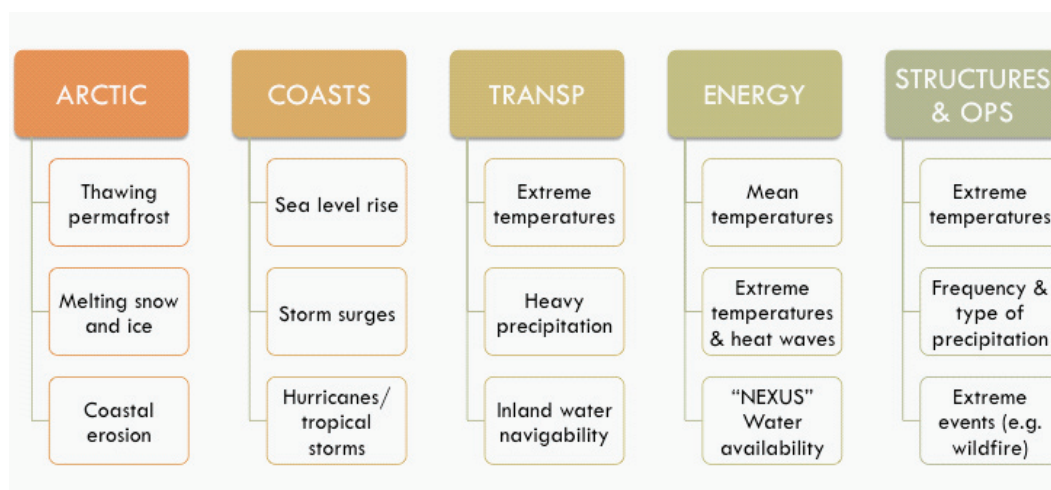 ARCTIC
Thawing
permafrost
Melting snow
and ice
Coastal
erosion
COASTS
Sea level rise
Storm surges
Hurricanes/
tropical
storms
TRANSP
Extreme
temperatures
Heavy
precipitation
Inland water
navigability
ENERGY
Mean
temperatures
Extreme
temperatures
& heat waves
“NEXUS”
Water
availability
STRUCTURES
& OPS
Extreme
temperatures
Frequency &
type of
precipitation
Extreme
events (e.g.
wildfire)